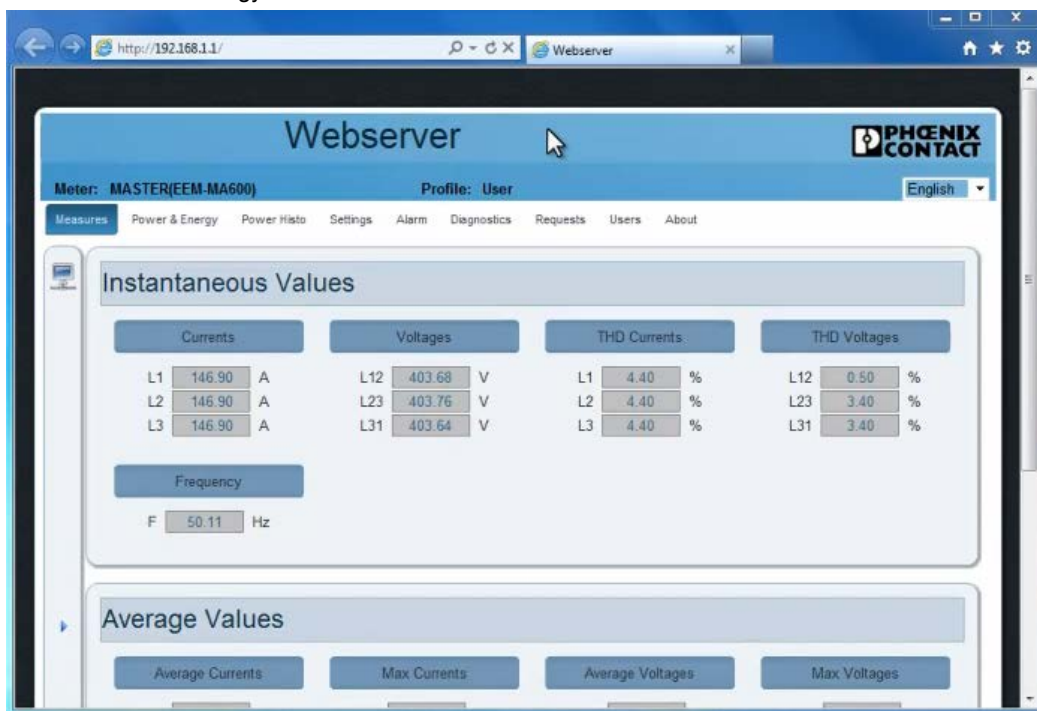 gy
http://192.168.1.1/
Webserver
Webserver
PHŒNIX
CONTACT
Meter: MASTER(EEM-MA600) Profile: User English
Measures Power & Energy Power Histo Settings Alarm Diagnostics Requests Users About
Instantaneous Values
Currents Voltages THD Currents THD Voltages
L1 146.90 A L12 403.68 V L1 4.40 % L12 0.50 %
L2 146.90 A L23 403.76 V L2 4.40 % L23 3.40 %
L3 146.90 A L31 403.64 V L3 4.40 % L31 3.40 %
Frequency
F 50.11 Hz
Average Values
Average Currents Max Currents Average Voltages Max Voltages